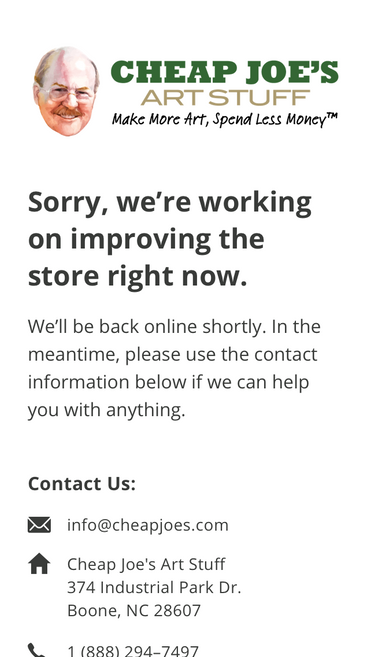 CHEAP JOE'S
ART STUFF
Make More Art, Spend Less Money™
Sorry, we’re working
on improving the
store right now.
We’ll be back online shortly. In the
meantime, please use the contact
information below if we can help
you with anything.
Contact Us:
info@cheapjoes.com
Cheap Joe's Art Stuff
374 Industrial Park Dr.
Boone, NC 28607
1 (888) 294–7497